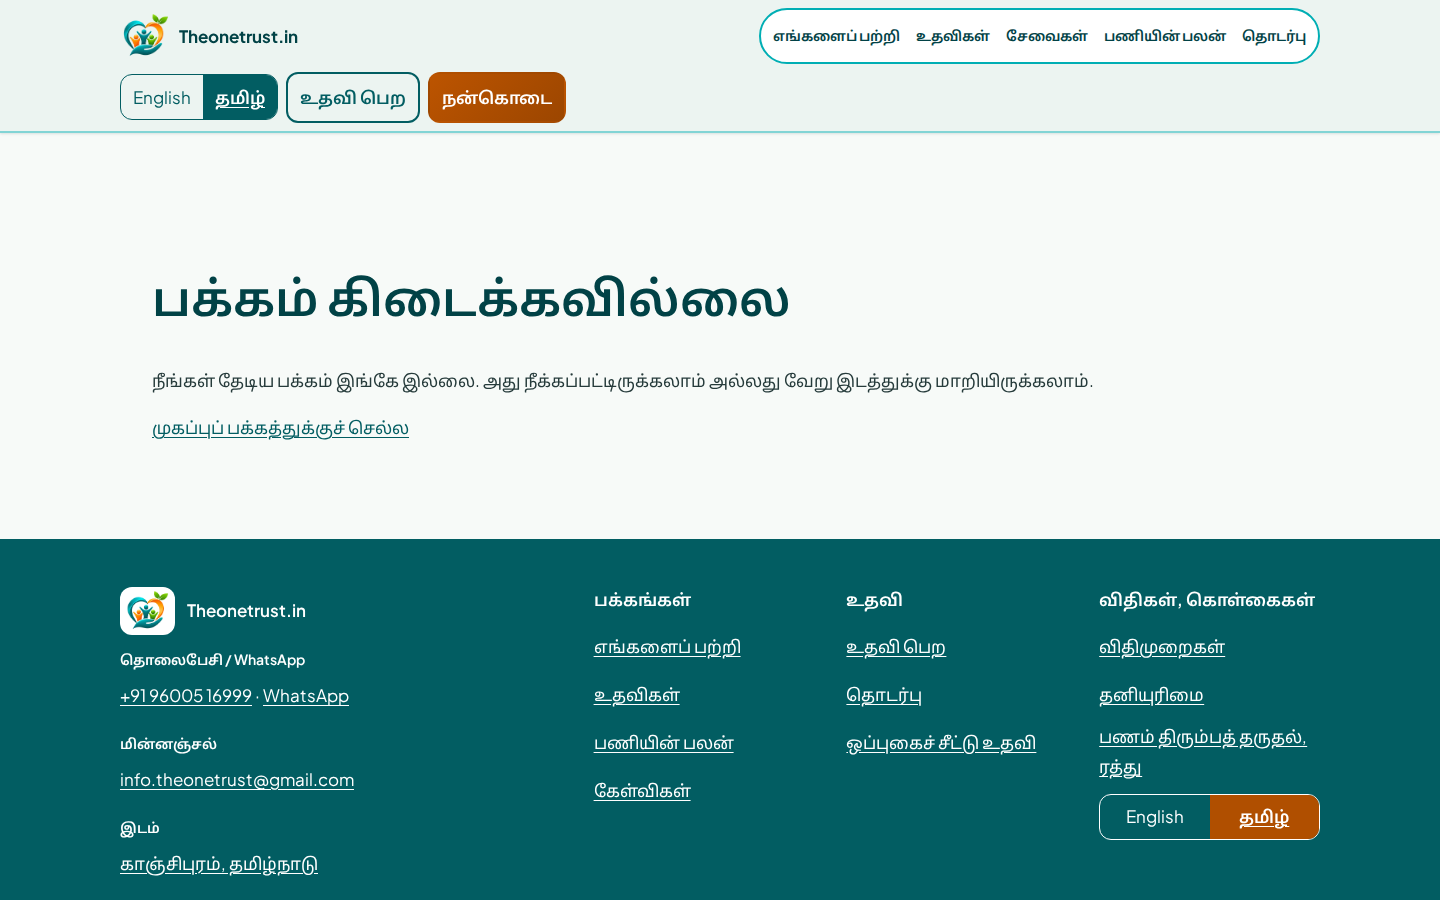 Theonetrust.in
எங்களைப் பற்றி உதவிகள் சேவைகள் பணியின் பலன் தொடர்பு
English தமிழ் உதவி பெற நன்கொடை
பக்கம் கிடைக்கவில்லை
நீங்கள் தேடிய பக்கம் இங்கே இல்லை. அது நீக்கப்பட்டிருக்கலாம் அல்லது வேறு இடத்துக்கு மாறியிருக்கலாம்.
முகப்புப் பக்கத்துக்குச் செல்ல
Theonetrust.in
தொலைபேசி / WhatsApp
+91 96005 16999 · WhatsApp
மின்னஞ்சல்
info.theonetrust@gmail.com
இடம்
காஞ்சிபுரம், தமிழ்நாடு
பக்கங்கள்
எங்களைப் பற்றி
உதவிகள்
பணியின் பலன்
கேள்விகள்
உதவி
உதவி பெற
தொடர்பு
ஒப்புகைச் சீட்டு உதவி
விதிகள், கொள்கைகள்
விதிமுறைகள்
தனியுரிமை
பணம் திரும்பத் தருதல்,
ரத்து
English தமிழ்